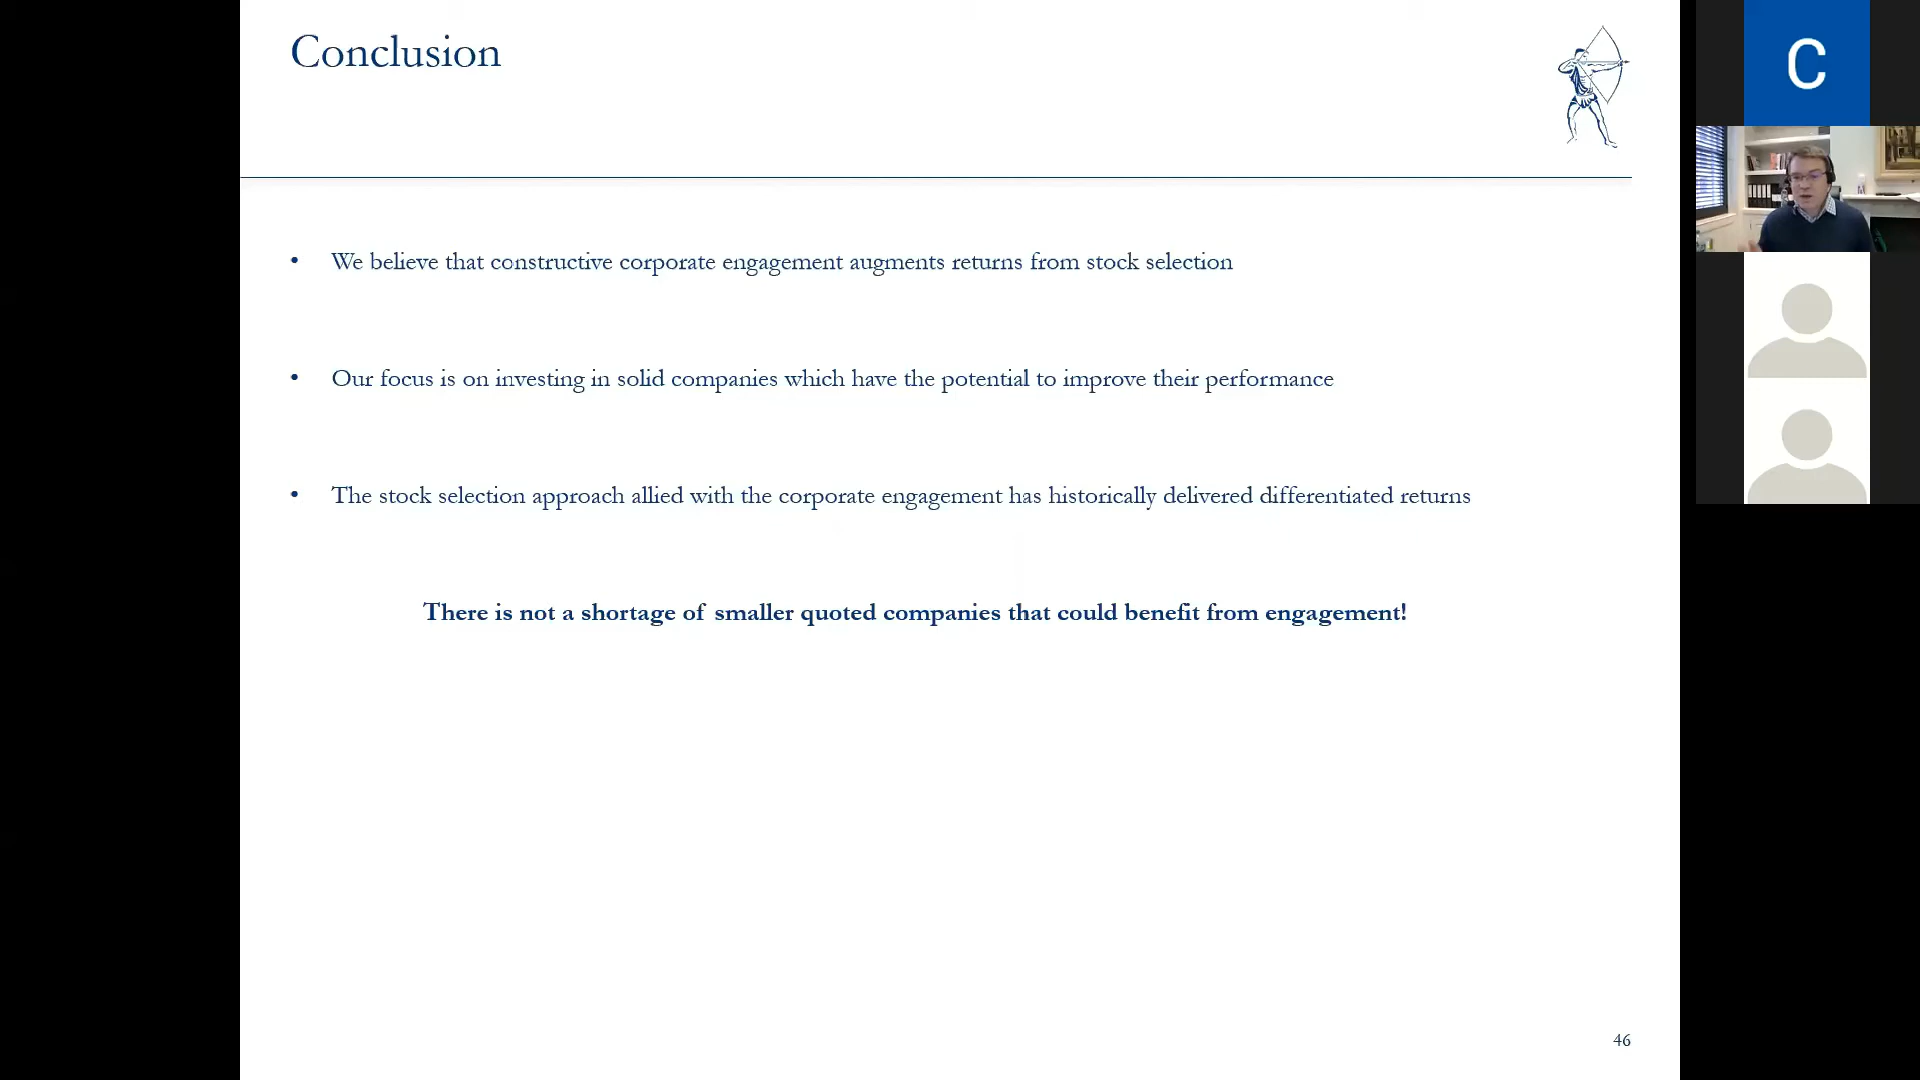 Conclusion
• We believe that constructive corporate engagement augments returns from stock selection
• Our focus is on investing in solid companies which have the potential to improve their performance
• The stock selection approach allied with the corporate engagement has historically delivered differentiated returns
There is not a shortage of smaller quoted companies that could benefit from engagement!
46
C